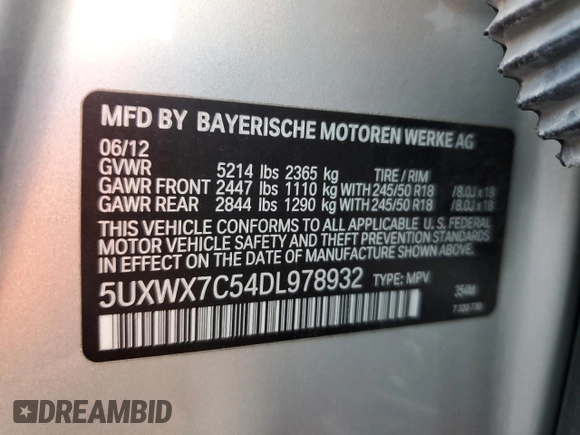 MFD BY BAYERISCHE MOTOREN WERKE AG
06/12
GVWR 5214 lbs 2365 kg TIRE / RIM
GAWR FRONT 2447 lbs 1110 kg WITH 245/50 R18 /8.0J x 18
GAWR REAR 2844 lbs 1290 kg WITH 245/50 R18 /8.0J x 18
THIS VEHICLE CONFORMS TO ALL APPLICABLE U. S. FEDERAL
MOTOR VEHICLE SAFETY AND THEFT PREVENTION STANDARDS
IN EFFECT ON THE DATE OF MANUFACTURE SHOWN ABOVE.
5UXWX7C54DL978932 TYPE: MPV
DREAMBID